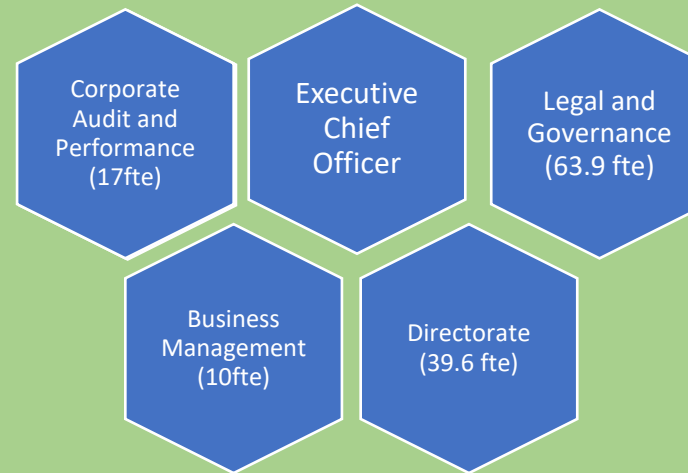 Corporate
Audit and
Performance
(17fte)
Executive
Chief
Officer
Legal and
Governance
(63.9 fte)
Business
Management
(10fte)
Directorate
(39.6 fte)